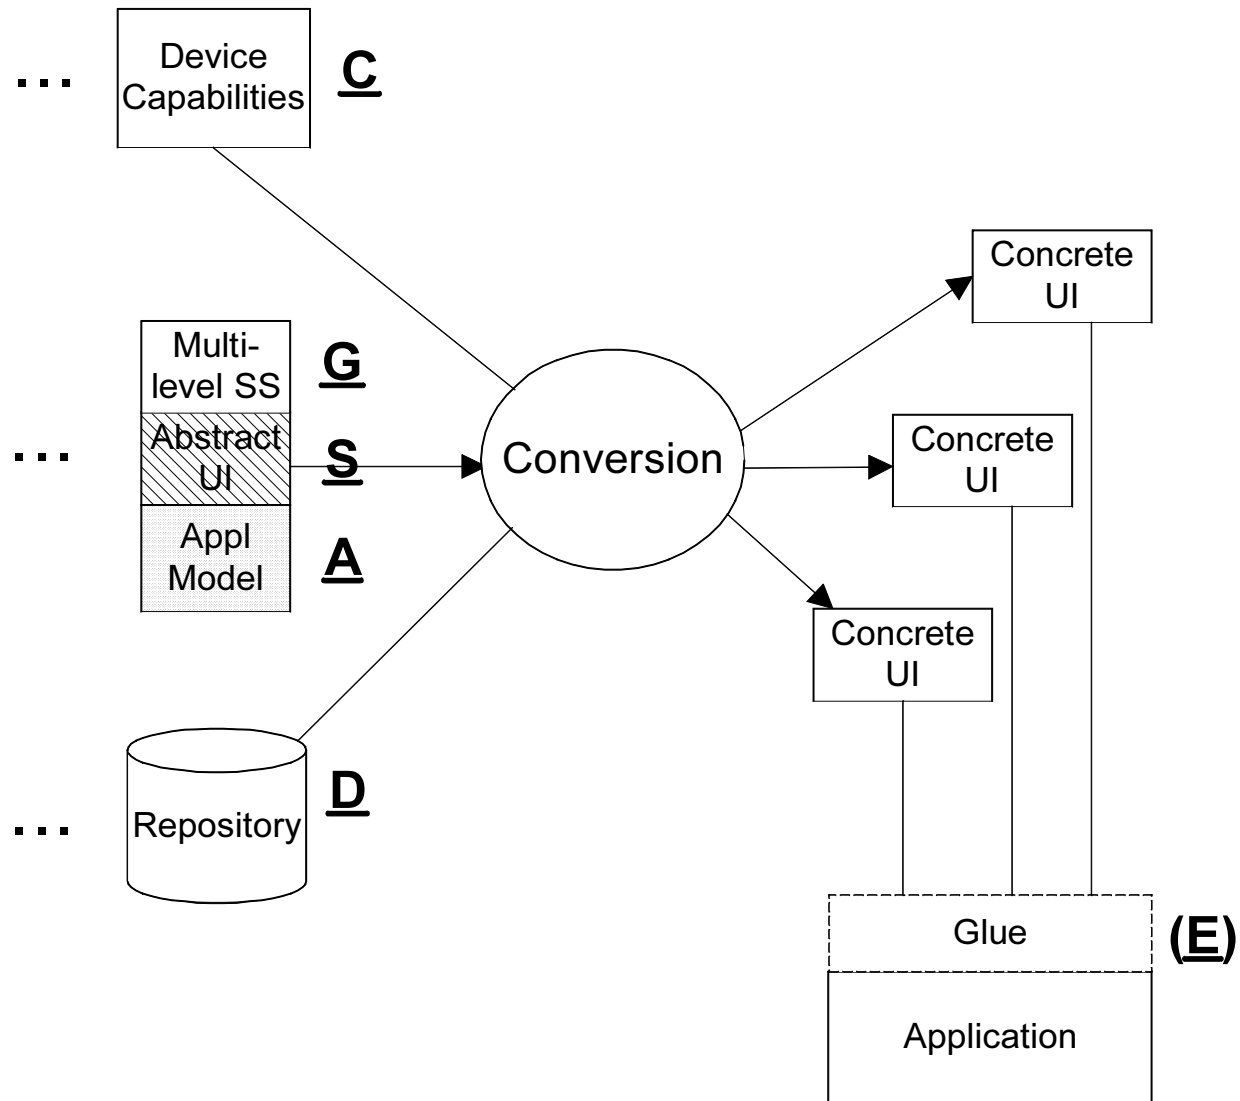 Device
Capabilities
C
...
Concrete
UI
Multi-
level SS
G
Abstract
UI
S
...
Conversion
Concrete
UI
Appl
Model
A
Concrete
UI
Repository
D
...
Glue
(E)
Application